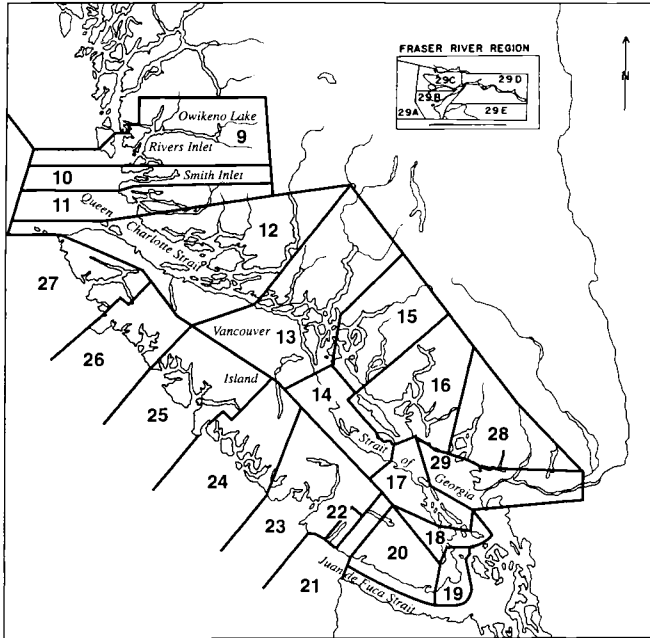 FRASER RIVER REGION
29C
29D
29B
29A
29E
N
Owikeno Lake
9
Rivers Inlet
10
Smith Inlet
11
Queen
Charlotte Strait
12
27
26
Vancouver
13
15
Island
14
16
25
28
Strait
of
Georgia
29
17
24
23
22
20
18
19
21
Juan de Fuca Strait